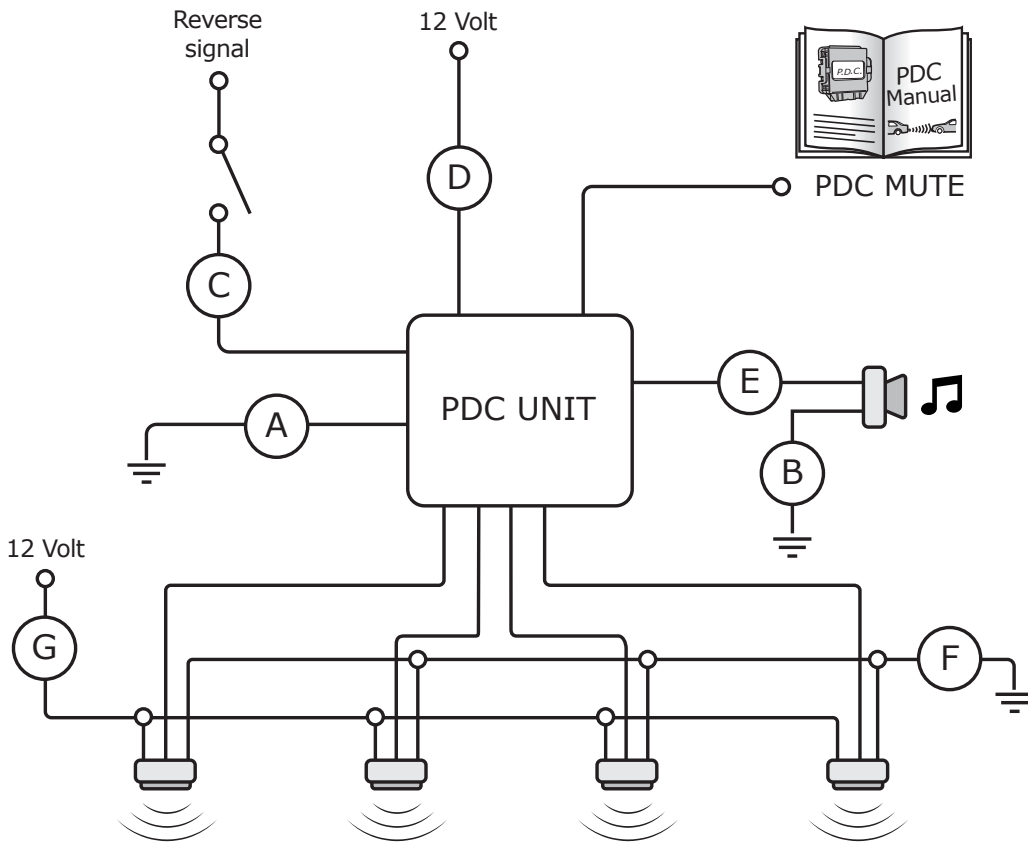 Reverse
signal
12 Volt
P.D.C.
PDC
Manual
PDC MUTE
D
C
PDC UNIT
E
A
B
12 Volt
G
F